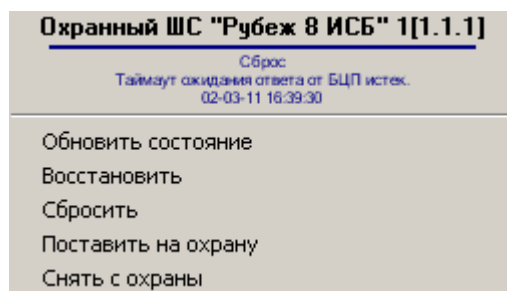 Охранный ШС "Рубеж 8 ИСБ" 1[1.1.1]
Сброс
Таймаут ожидания ответа от БЦП истек.
02-03-11 16:39:30
Обновить состояние
Восстановить
Сбросить
Поставить на охрану
Снять с охраны